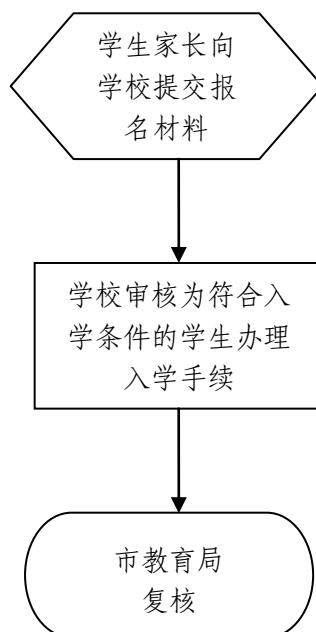 学生家长向
学校提交报
名材料
学校审核为符合入
学条件的学生办理
入学手续
市教育局
复核